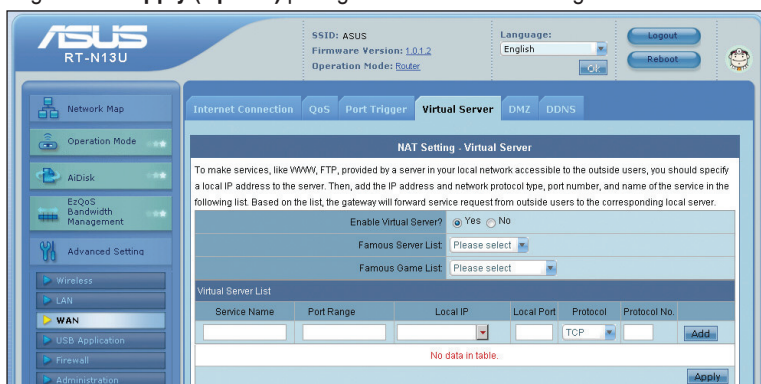 ASUS
RT-N13U
SSID: ASUS
Firmware Version: 1.0.1.2
Operation Mode: Router
Language:
English
Logout
Reboot
Network Map
Operation Mode
AiDisk
EzQoS
Bandwidth
Management
Advanced Setting
Wireless
LAN
WAN
USB Application
Firewall
Administration
Internet Connection QoS Port Trigger Virtual Server DMZ DDNS
NAT Setting - Virtual Server
To make services, like WWW, FTP, provided by a server in your local network accessible to the outside users, you should specify
a local IP address to the server. Then, add the IP address and network protocol type, port number, and name of the service in the
following list. Based on the list, the gateway will forward service request from outside users to the corresponding local server.
Enable Virtual Server? Yes No
Famous Server List: Please select
Famous Game List: Please select
Virtual Server List
Service Name Port Range Local IP Local Port Protocol Protocol No.
TCP Add
No data in table.
Apply